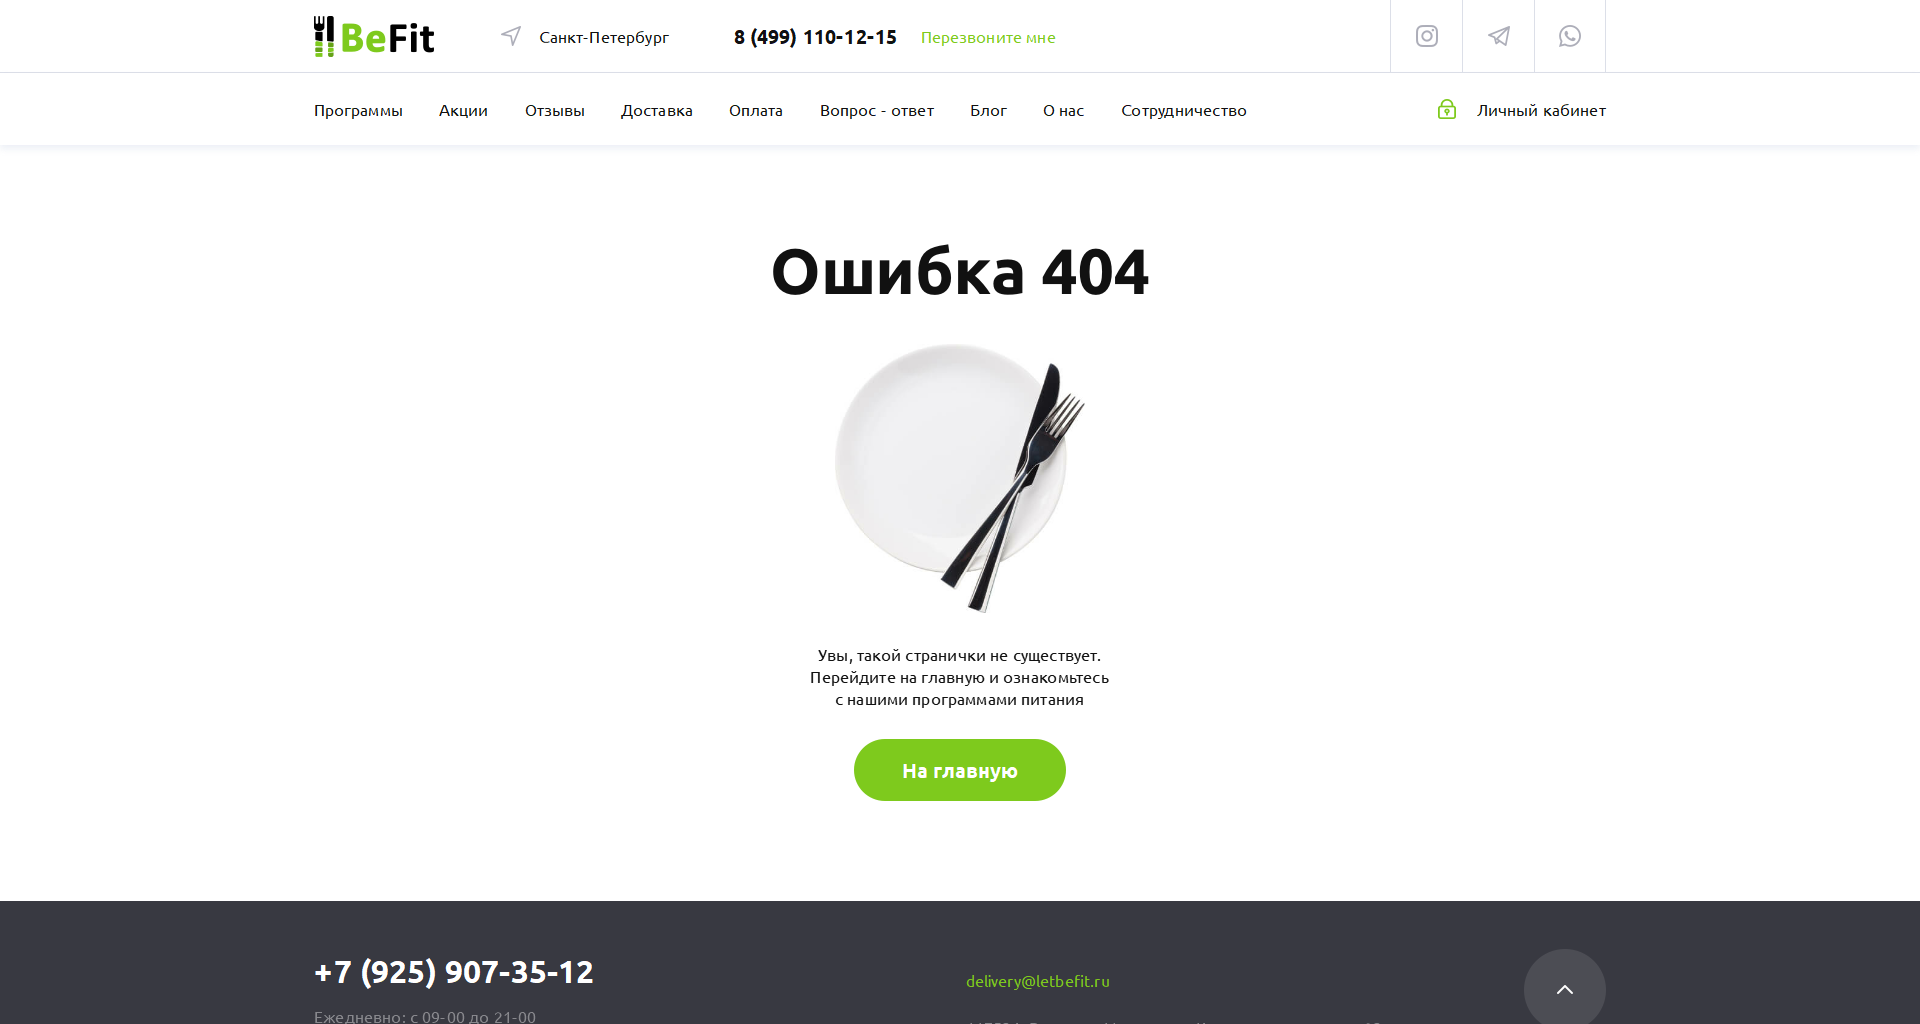 BeFit
Санкт-Петербург
8 (499) 110-12-15
Перезвоните мне
Программы
Акции
Отзывы
Доставка
Оплата
Вопрос - ответ
Блог
О нас
Сотрудничество
Личный кабинет
Ошибка 404
Увы, такой странички не существует.
Перейдите на главную и ознакомьтесь
с нашими программами питания
На главную
+7 (925) 907-35-12
delivery@letbefit.ru
Ежедневно: с 09-00 до 21-00